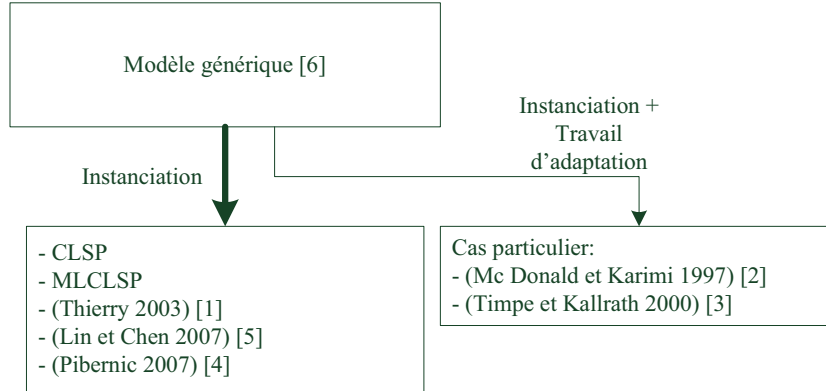 Modèle générique [6]
Instanciation +
Travail
d'adaptation
Instanciation
- CLSP
- MLCLSP
- (Thierry 2003) [1]
- (Lin et Chen 2007) [5]
- (Pibernic 2007) [4]
Cas particulier:
- (Mc Donald et Karimi 1997) [2]
- (Timpe et Kallrath 2000) [3]